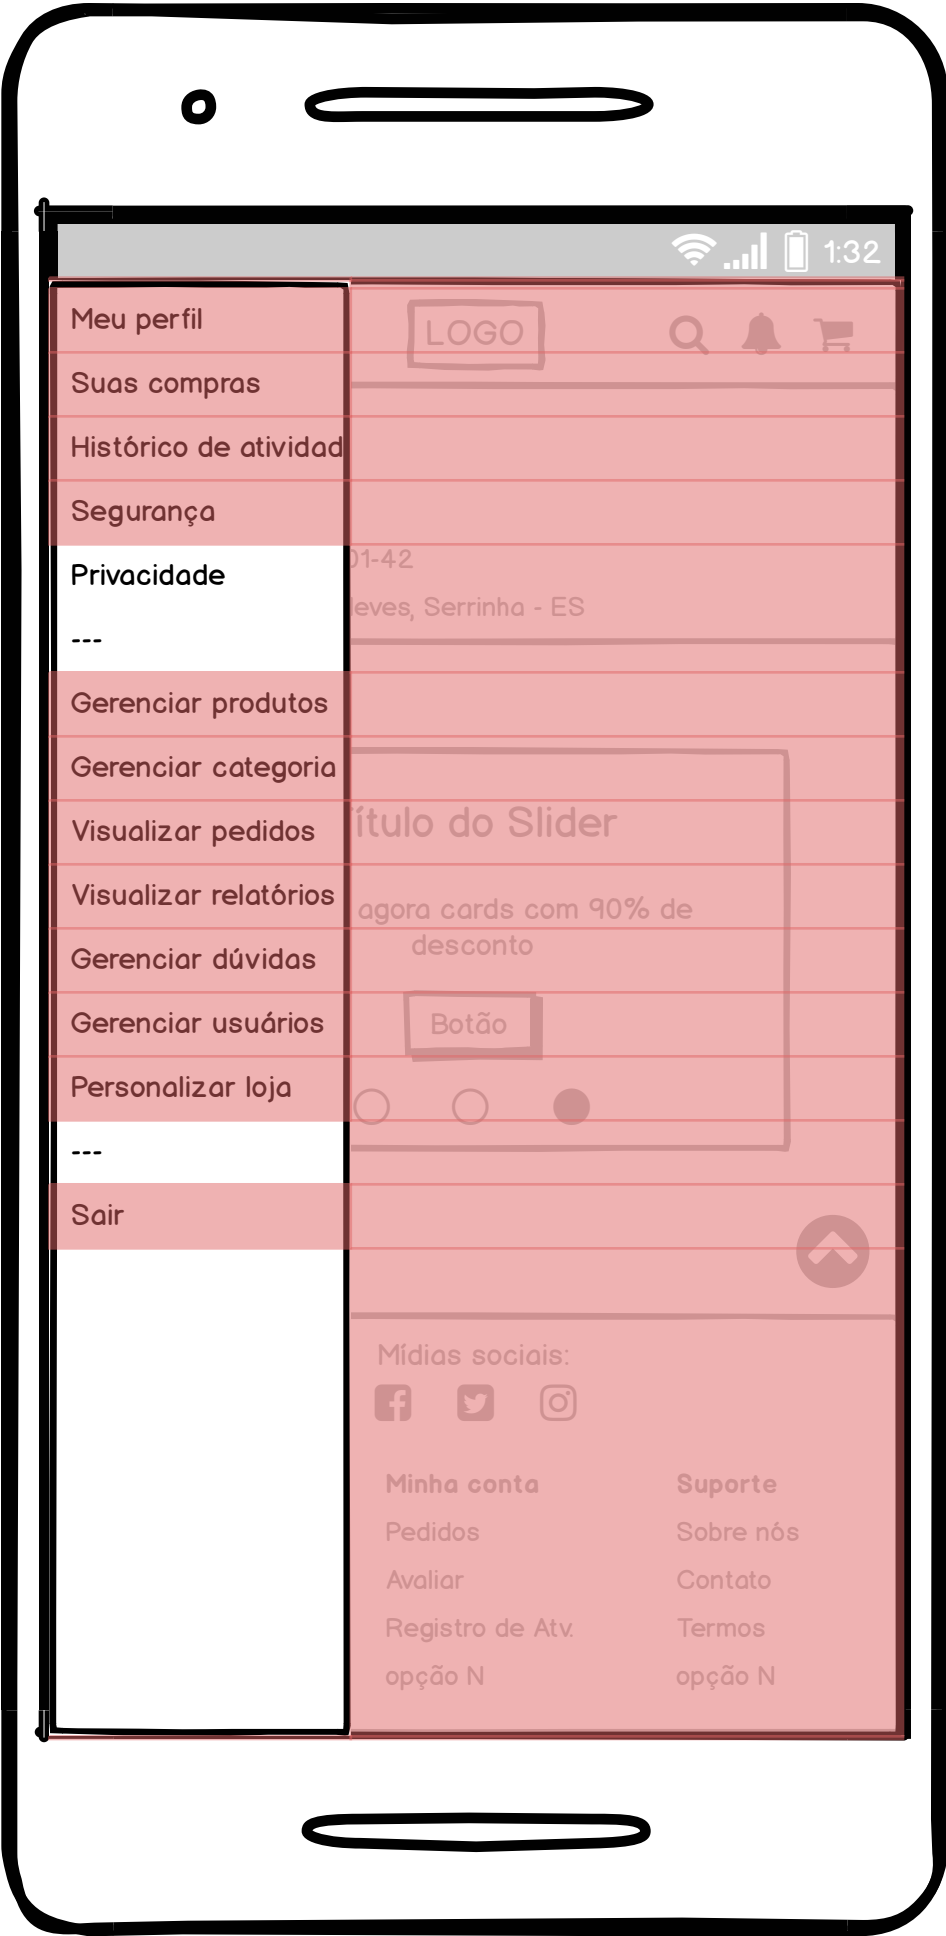 1:32
Meu perfil
Suas compras
Histórico de atividad
Segurança
Privacidade
---
Gerenciar produtos
Gerenciar categoria
Visualizar pedidos
Visualizar relatórios
Gerenciar dúvidas
Gerenciar usuários
Personalizar loja
---
Sair
LOGO
01-42
leves, Serrinha - ES
Título do Slider
agora cards com 90% de
desconto
Botão
Mídias sociais:
Minha conta
Pedidos
Avaliar
Registro de Atv.
opção N
Suporte
Sobre nós
Contato
Termos
opção N